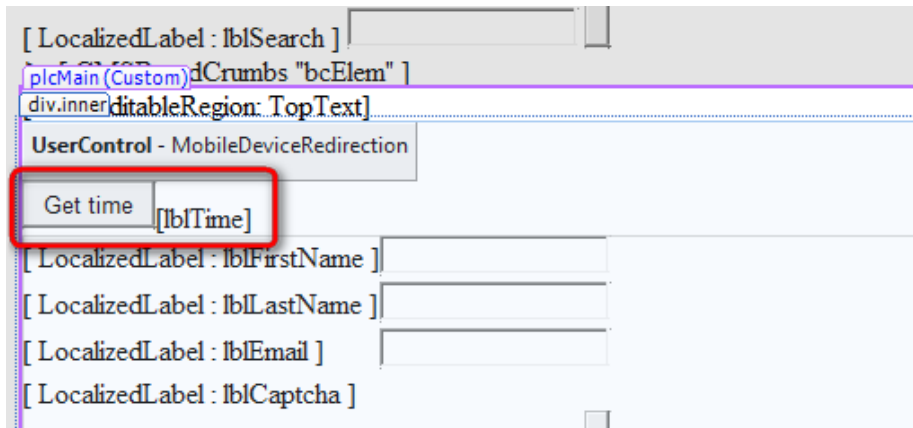 [ LocalizedLabel : lblSearch ]
dCrumbs "bcElem" ]
plcMain (Custom)
div.inner ditableRegion: TopText]
UserControl - MobileDeviceRedirection
Get time [lblTime]
[ LocalizedLabel : lblFirstName ]
[ LocalizedLabel : lblLastName ]
[ LocalizedLabel : lblEmail ]
[ LocalizedLabel : lblCaptcha ]